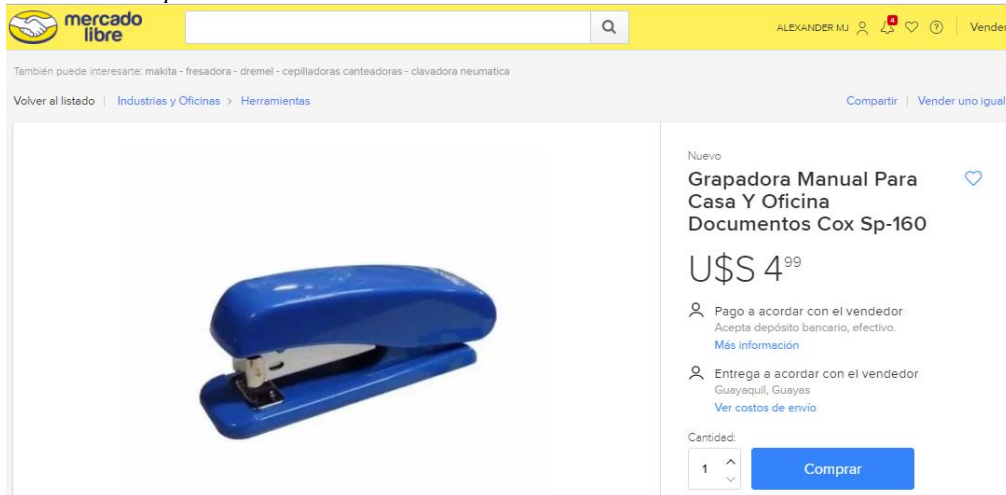 mercado
libre
ALEXANDER MJ
4
Vender
También puede interesarte: makita - fresadora - dremel - cepilladoras canteadoras - clavadora neumatica
Volver al listado | Industrias y Oficinas > Herramientas
Compartir | Vender uno igual
Nuevo
Grapadora Manual Para
Casa Y Oficina
Documentos Cox Sp-160
U$S 4⁹⁹
Pago a acordar con el vendedor
Acepta depósito bancario, efectivo.
Más información
Entrega a acordar con el vendedor
Guayaquil, Guayas
Ver costos de envío
Cantidad:
1
Comprar